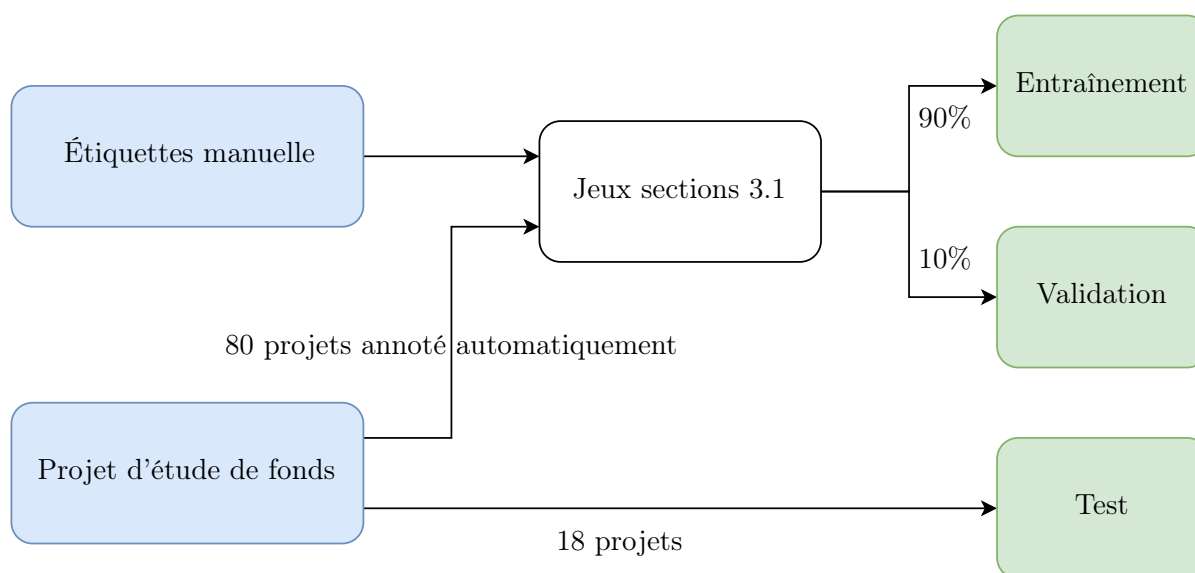 Étiquettes manuelle
Jeux sections 3.1
Entraînement
90%
10%
Validation
80 projets annoté automatiquement
Projet d'étude de fonds
18 projets
Test